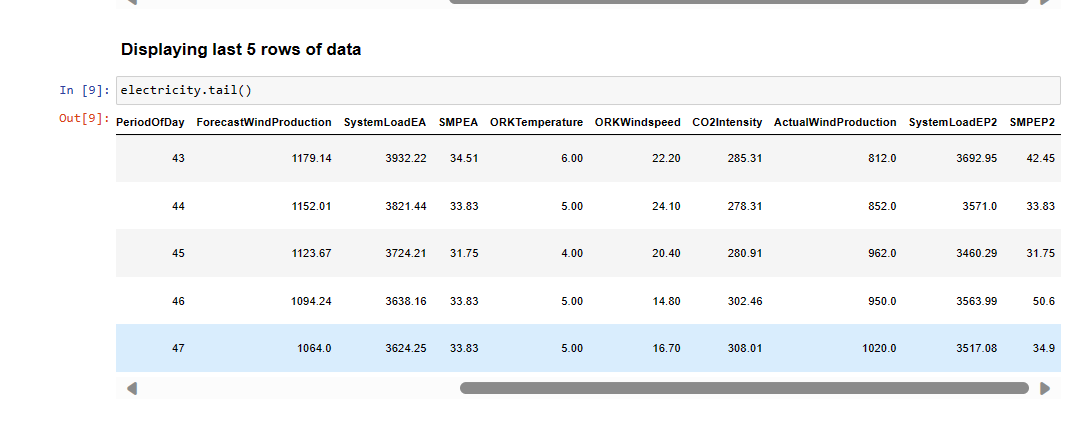 Displaying last 5 rows of data
In [9]: electricity.tail()
Out[9]: PeriodOfDay ForecastWindProduction SystemLoadEA SMPEA ORKTemperature ORKWindspeed CO2Intensity ActualWindProduction SystemLoadEP2 SMPEP2
43 1179.14 3932.22 34.51 6.00 22.20 285.31 812.0 3692.95 42.45
44 1152.01 3821.44 33.83 5.00 24.10 278.31 852.0 3571.0 33.83
45 1123.67 3724.21 31.75 4.00 20.40 280.91 962.0 3460.29 31.75
46 1094.24 3638.16 33.83 5.00 14.80 302.46 950.0 3563.99 50.6
47 1064.0 3624.25 33.83 5.00 16.70 308.01 1020.0 3517.08 34.9